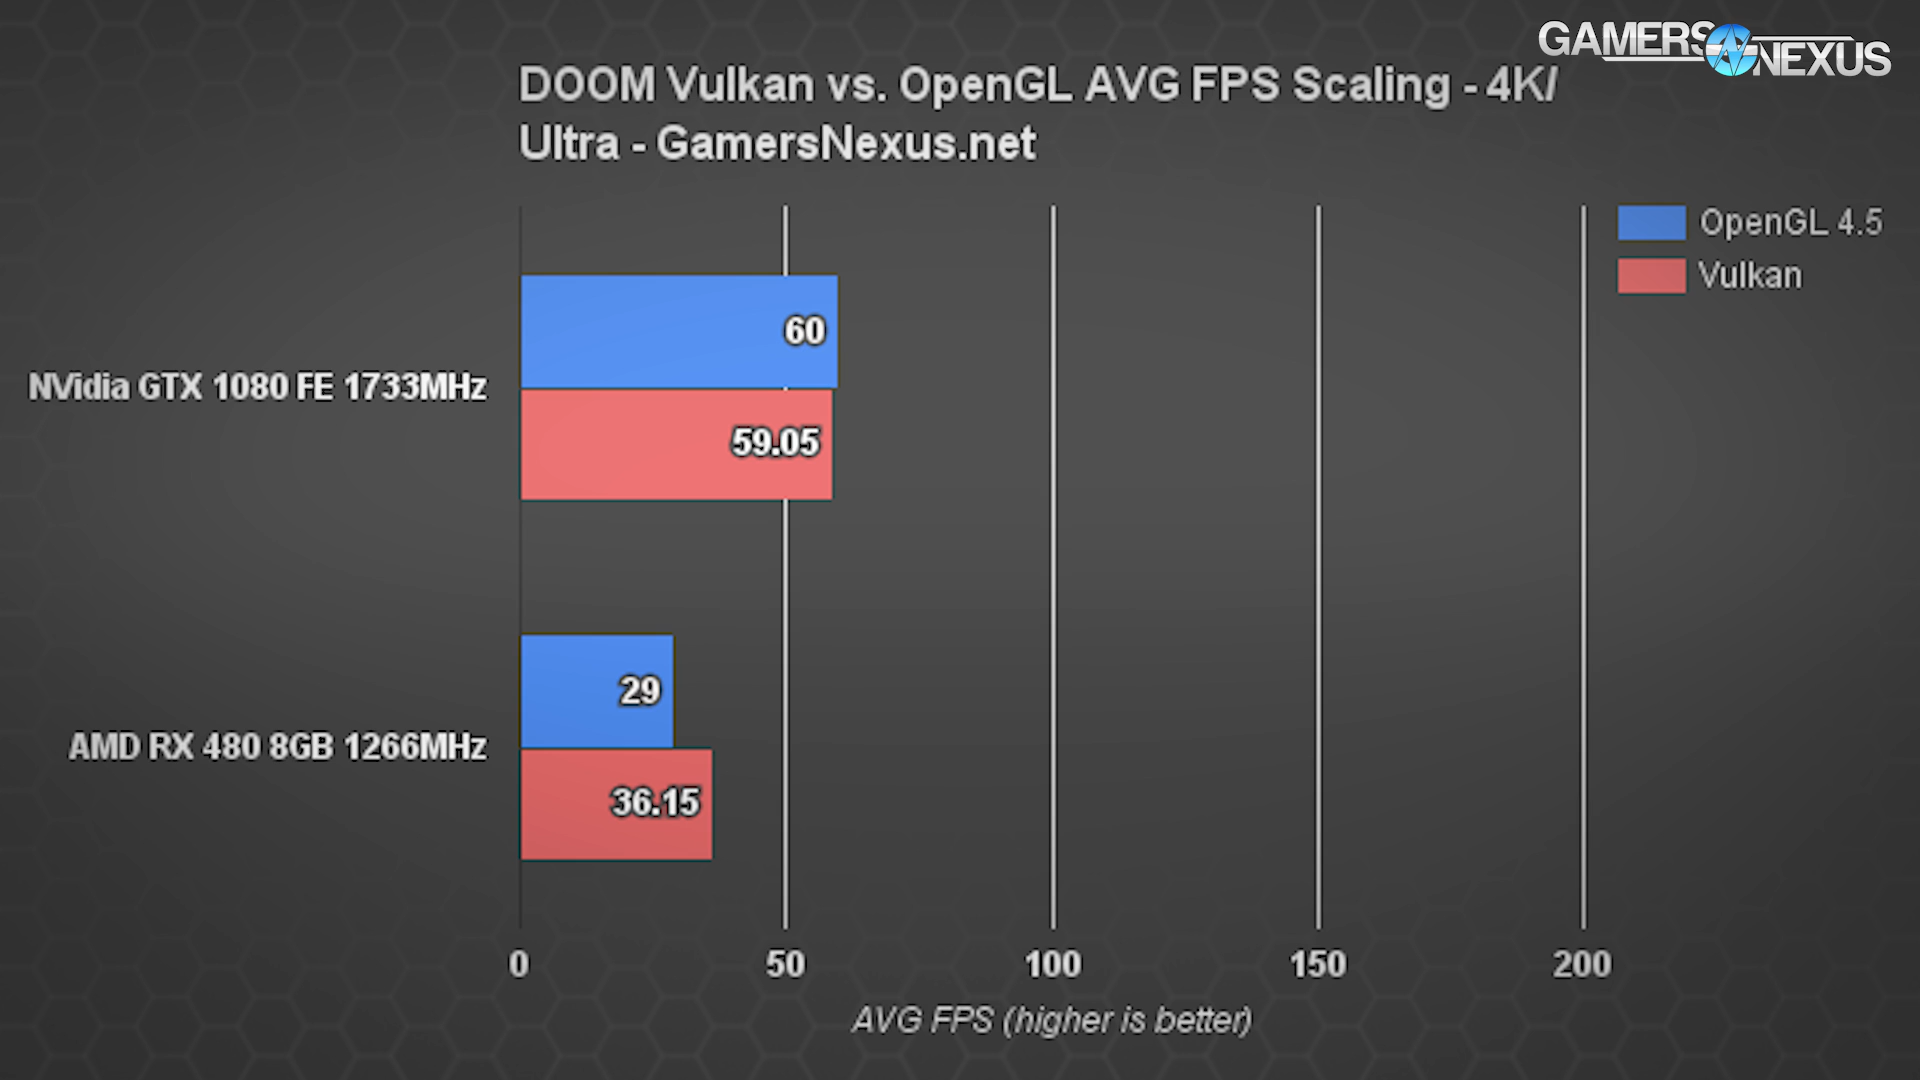 GAMERS NEXUS
DOOM Vulkan vs. OpenGL AVG FPS Scaling - 4K/
Ultra - GamersNexus.net
OpenGL 4.5
Vulkan
NVidia GTX 1080 FE 1733MHz
60
59.05
AMD RX 480 8GB 1266MHz
29
36.15
0 50 100 150 200
AVG FPS (higher is better)